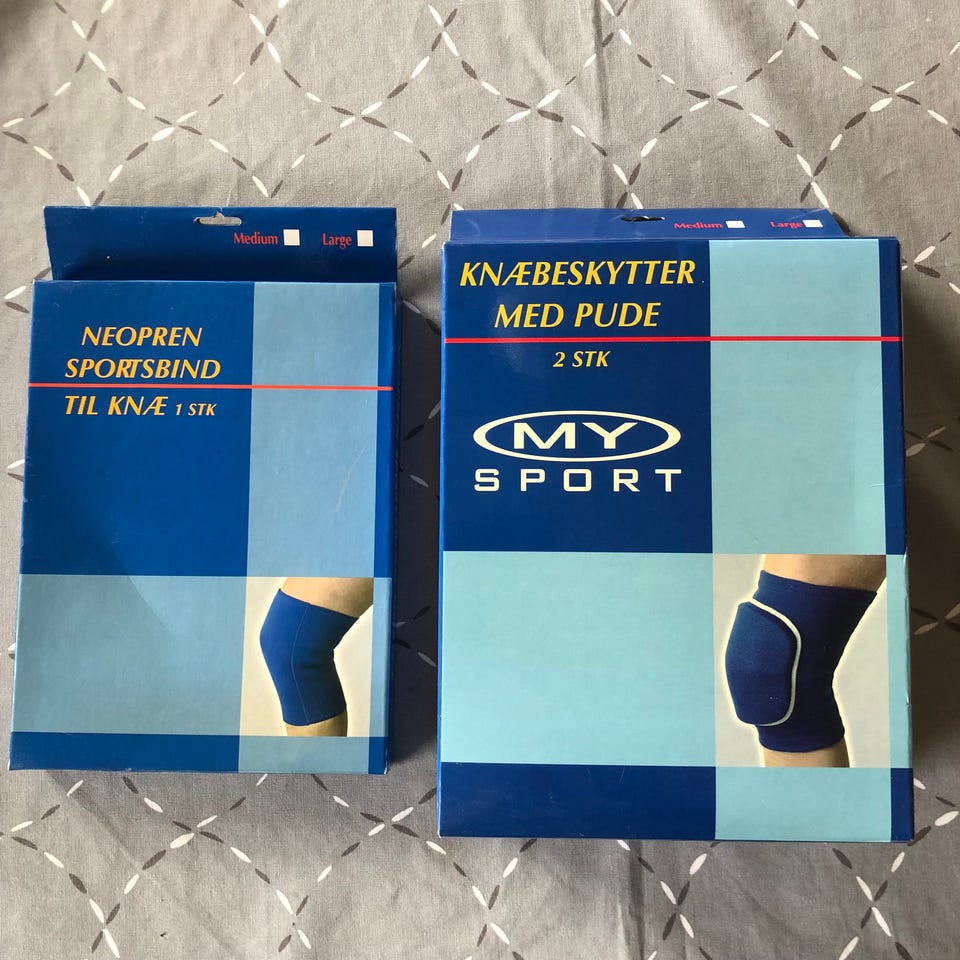 Medium Large
NEOPREN
SPORTSBIND
TIL KNÆ 1 STK
Medium Large
KNÆBESKYTTER
MED PUDE
2 STK
MY
SPORT